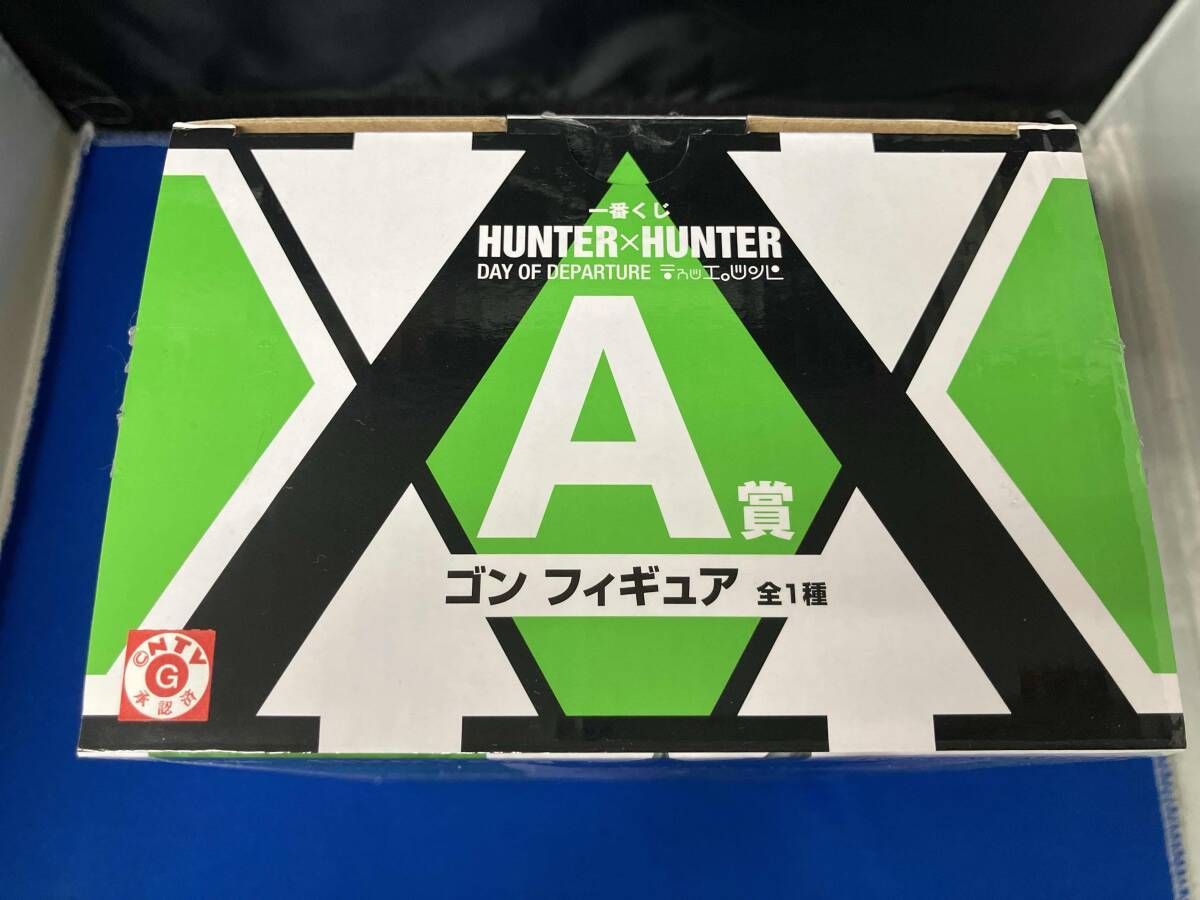 一番くじ
HUNTER×HUNTER
DAY OF DEPARTURE
A賞
ゴン フィギュア 全1種
©NTV
G
承認済